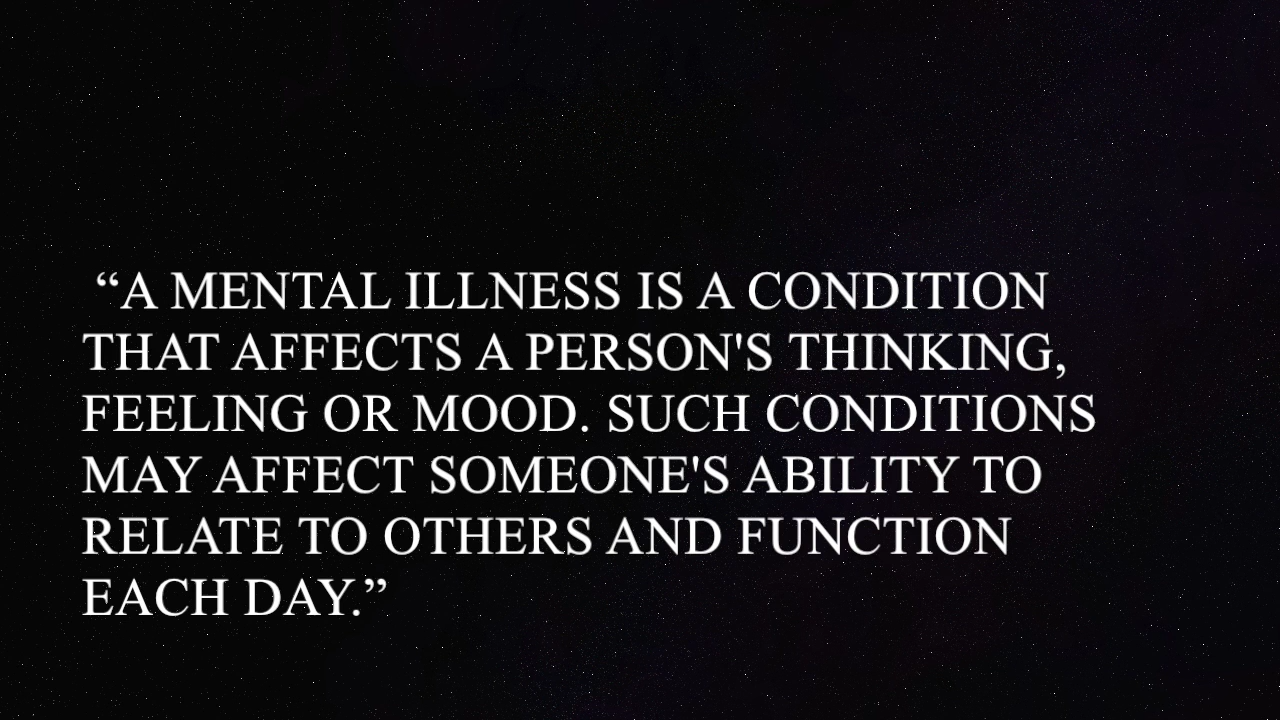 “A MENTAL ILLNESS IS A CONDITION
THAT AFFECTS A PERSON'S THINKING,
FEELING OR MOOD. SUCH CONDITIONS
MAY AFFECT SOMEONE'S ABILITY TO
RELATE TO OTHERS AND FUNCTION
EACH DAY.”